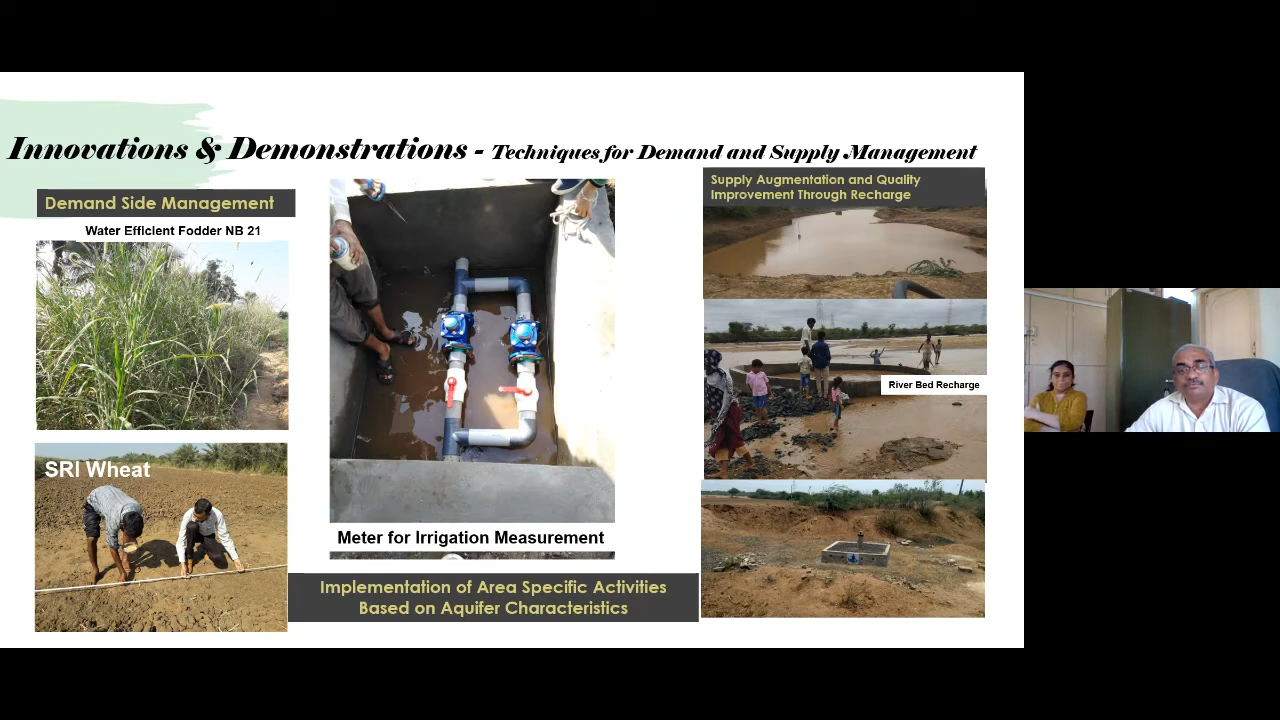 Innovations & Demonstrations - Techniques for Demand and Supply Management
Demand Side Management
Water Efficient Fodder NB 21
SRI Wheat
Meter for Irrigation Measurement
Implementation of Area Specific Activities
Based on Aquifer Characteristics
Supply Augmentation and Quality
Improvement Through Recharge
River Bed Recharge